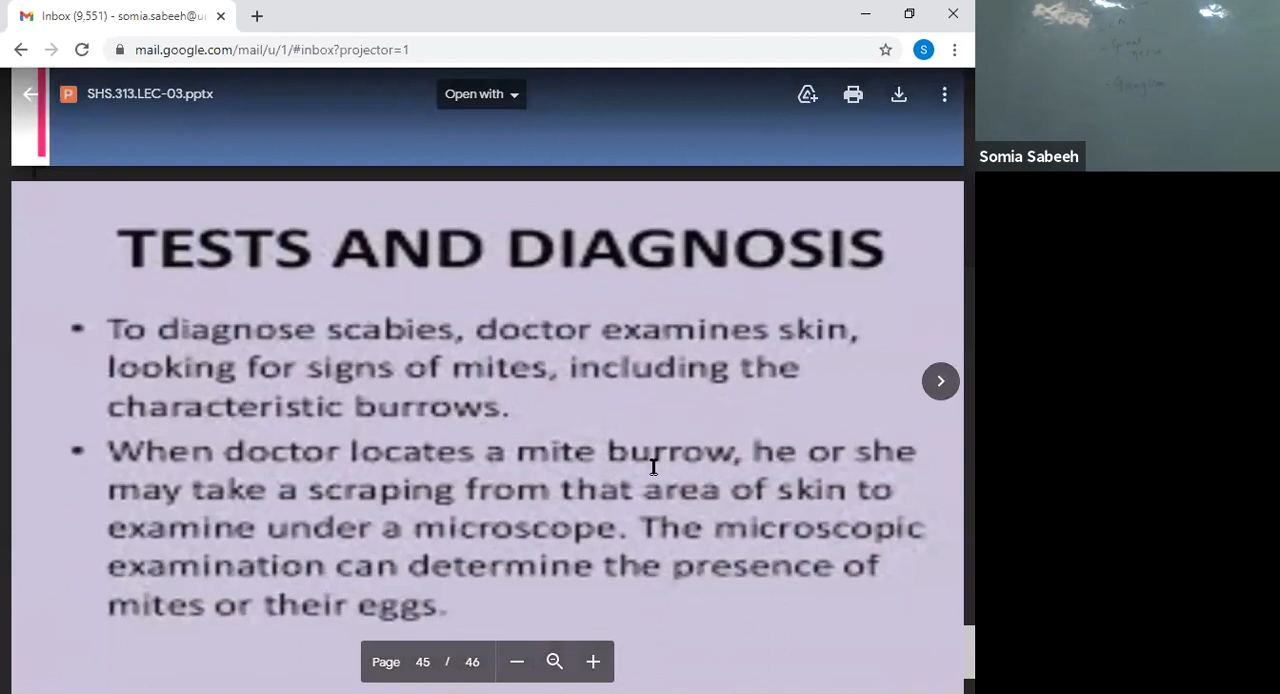 Inbox (9,551) - somia.sabeeh@u
mail.google.com/mail/u/1/#inbox?projector=1
S
P
SHS.313.LEC-03.pptx
Open with
Somia Sabeeh
TESTS AND DIAGNOSIS
• To diagnose scabies, doctor examines skin,
looking for signs of mites, including the
characteristic burrows.
• When doctor locates a mite burrow, he or she
may take a scraping from that area of skin to
examine under a microscope. The microscopic
examination can determine the presence of
mites or their eggs.
Page 45 / 46